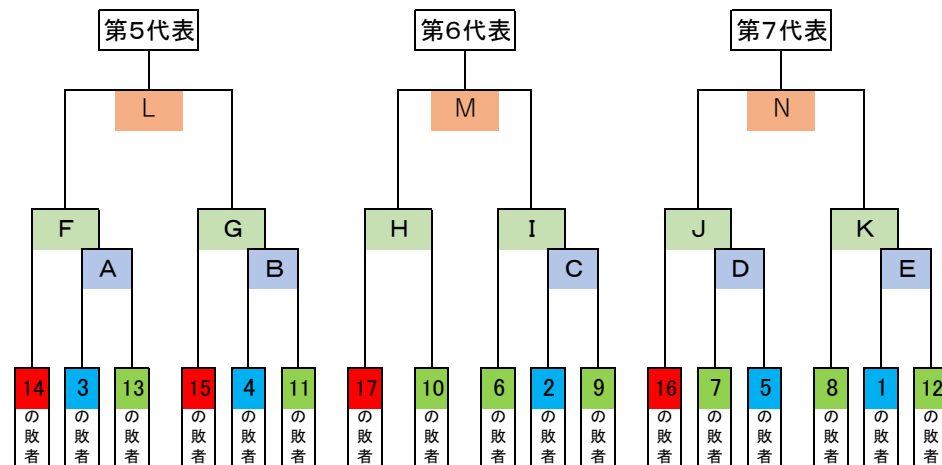 第5代表 第6代表 第7代表
L M N
F G H I J K
A B C D E
14 3 13 15 4 11 17 10 6 2 9 16 7 5 8 1 12
の敗者 の敗者 の敗者 の敗者 の敗者 の敗者 の敗者 の敗者 の敗者 の敗者 の敗者 の敗者 の敗者 の敗者 の敗者 の敗者 の敗者